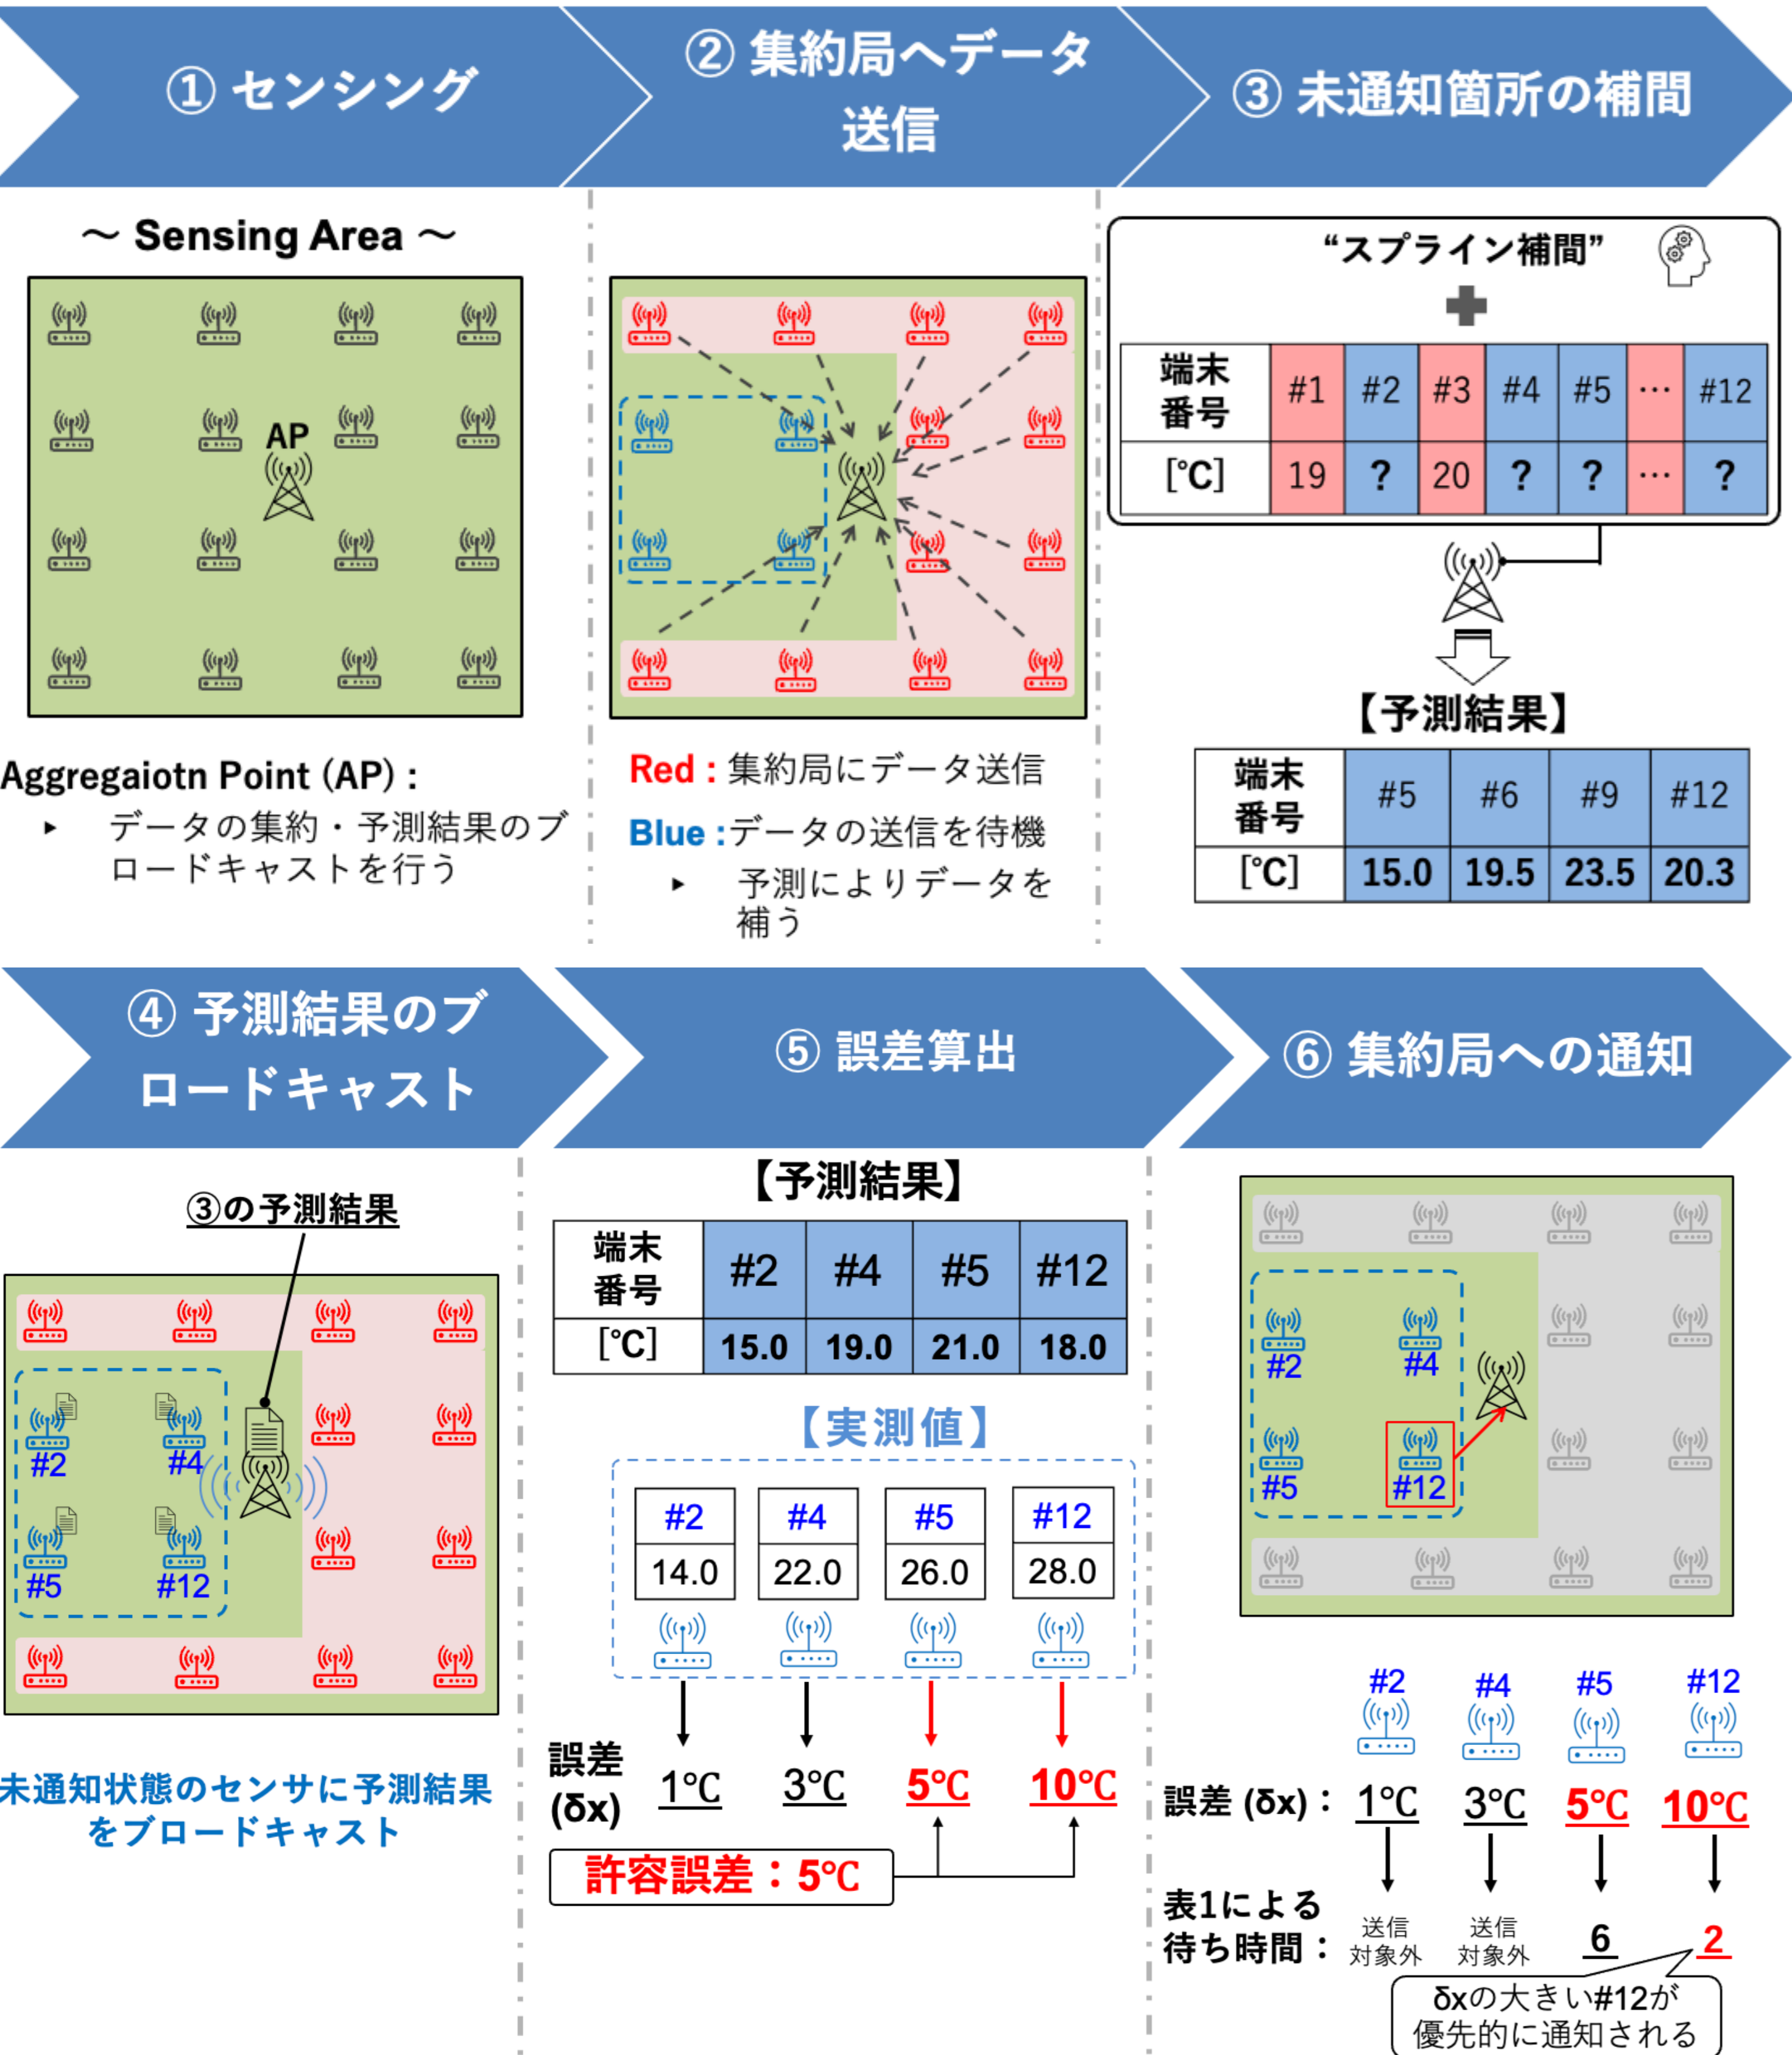 ① センシング
② 集約局へデータ
送信
③ 未通知箇所の補間
～ Sensing Area ～
AP
Aggregaiotn Point (AP) :
▸ データの集約・予測結果のブ
ロードキャストを行う
Red : 集約局にデータ送信
Blue :データの送信を待機
▸ 予測によりデータを
補う
“スプライン補間”
端末
番号 #1 #2 #3 #4 #5 … #12
[℃] 19 ? 20 ? ? … ?
【予測結果】
端末
番号 #5 #6 #9 #12
[℃] 15.0 19.5 23.5 20.3
④ 予測結果のブ
ロードキャスト
⑤ 誤差算出
⑥ 集約局への通知
③の予測結果
#2 #4
#5 #12
未通知状態のセンサに予測結果
をブロードキャスト
【予測結果】
端末
番号 #2 #4 #5 #12
[℃] 15.0 19.0 21.0 18.0
【実測値】
#2 #4 #5 #12
14.0 22.0 26.0 28.0
誤差
(δx) 1℃ 3℃ 5℃ 10℃
許容誤差：5℃
#2 #4
#5 #12
#2 #4 #5 #12
誤差 (δx)： 1℃ 3℃ 5℃ 10℃
表1による
待ち時間： 送信
対象外 送信
対象外 6 2
δxの大きい#12が
優先的に通知される